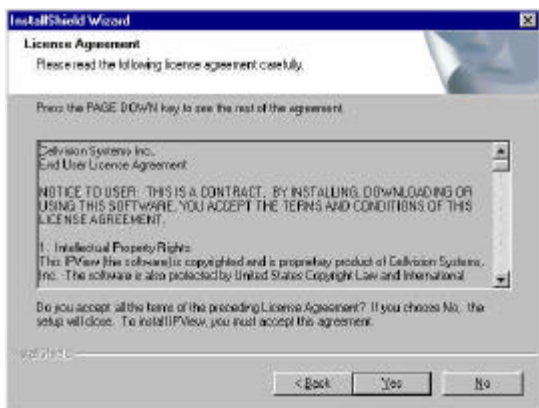 InstallShield Wizard
License Agreement
Please read the following license agreement carefully.
Press the PAGE DOWN key to see the rest of the agreement.
Cellvision Systems Inc.
End User License Agreement
NOTICE TO USER: THIS IS A CONTRACT. BY INSTALLING, DOWNLOADING OR
USING THIS SOFTWARE, YOU ACCEPT THE TERMS AND CONDITIONS OF THIS
LICENSE AGREEMENT.
1. Intellectual Property Rights
This IPView (the software) is copyrighted and is proprietary product of Cellvision Systems,
Inc. The software is also protected by United States Copyright Law and International
Do you accept all the terms of the preceding License Agreement? If you choose No, the
setup will close. To install IPView, you must accept this agreement.
InstallShield
< Back
Yes
No